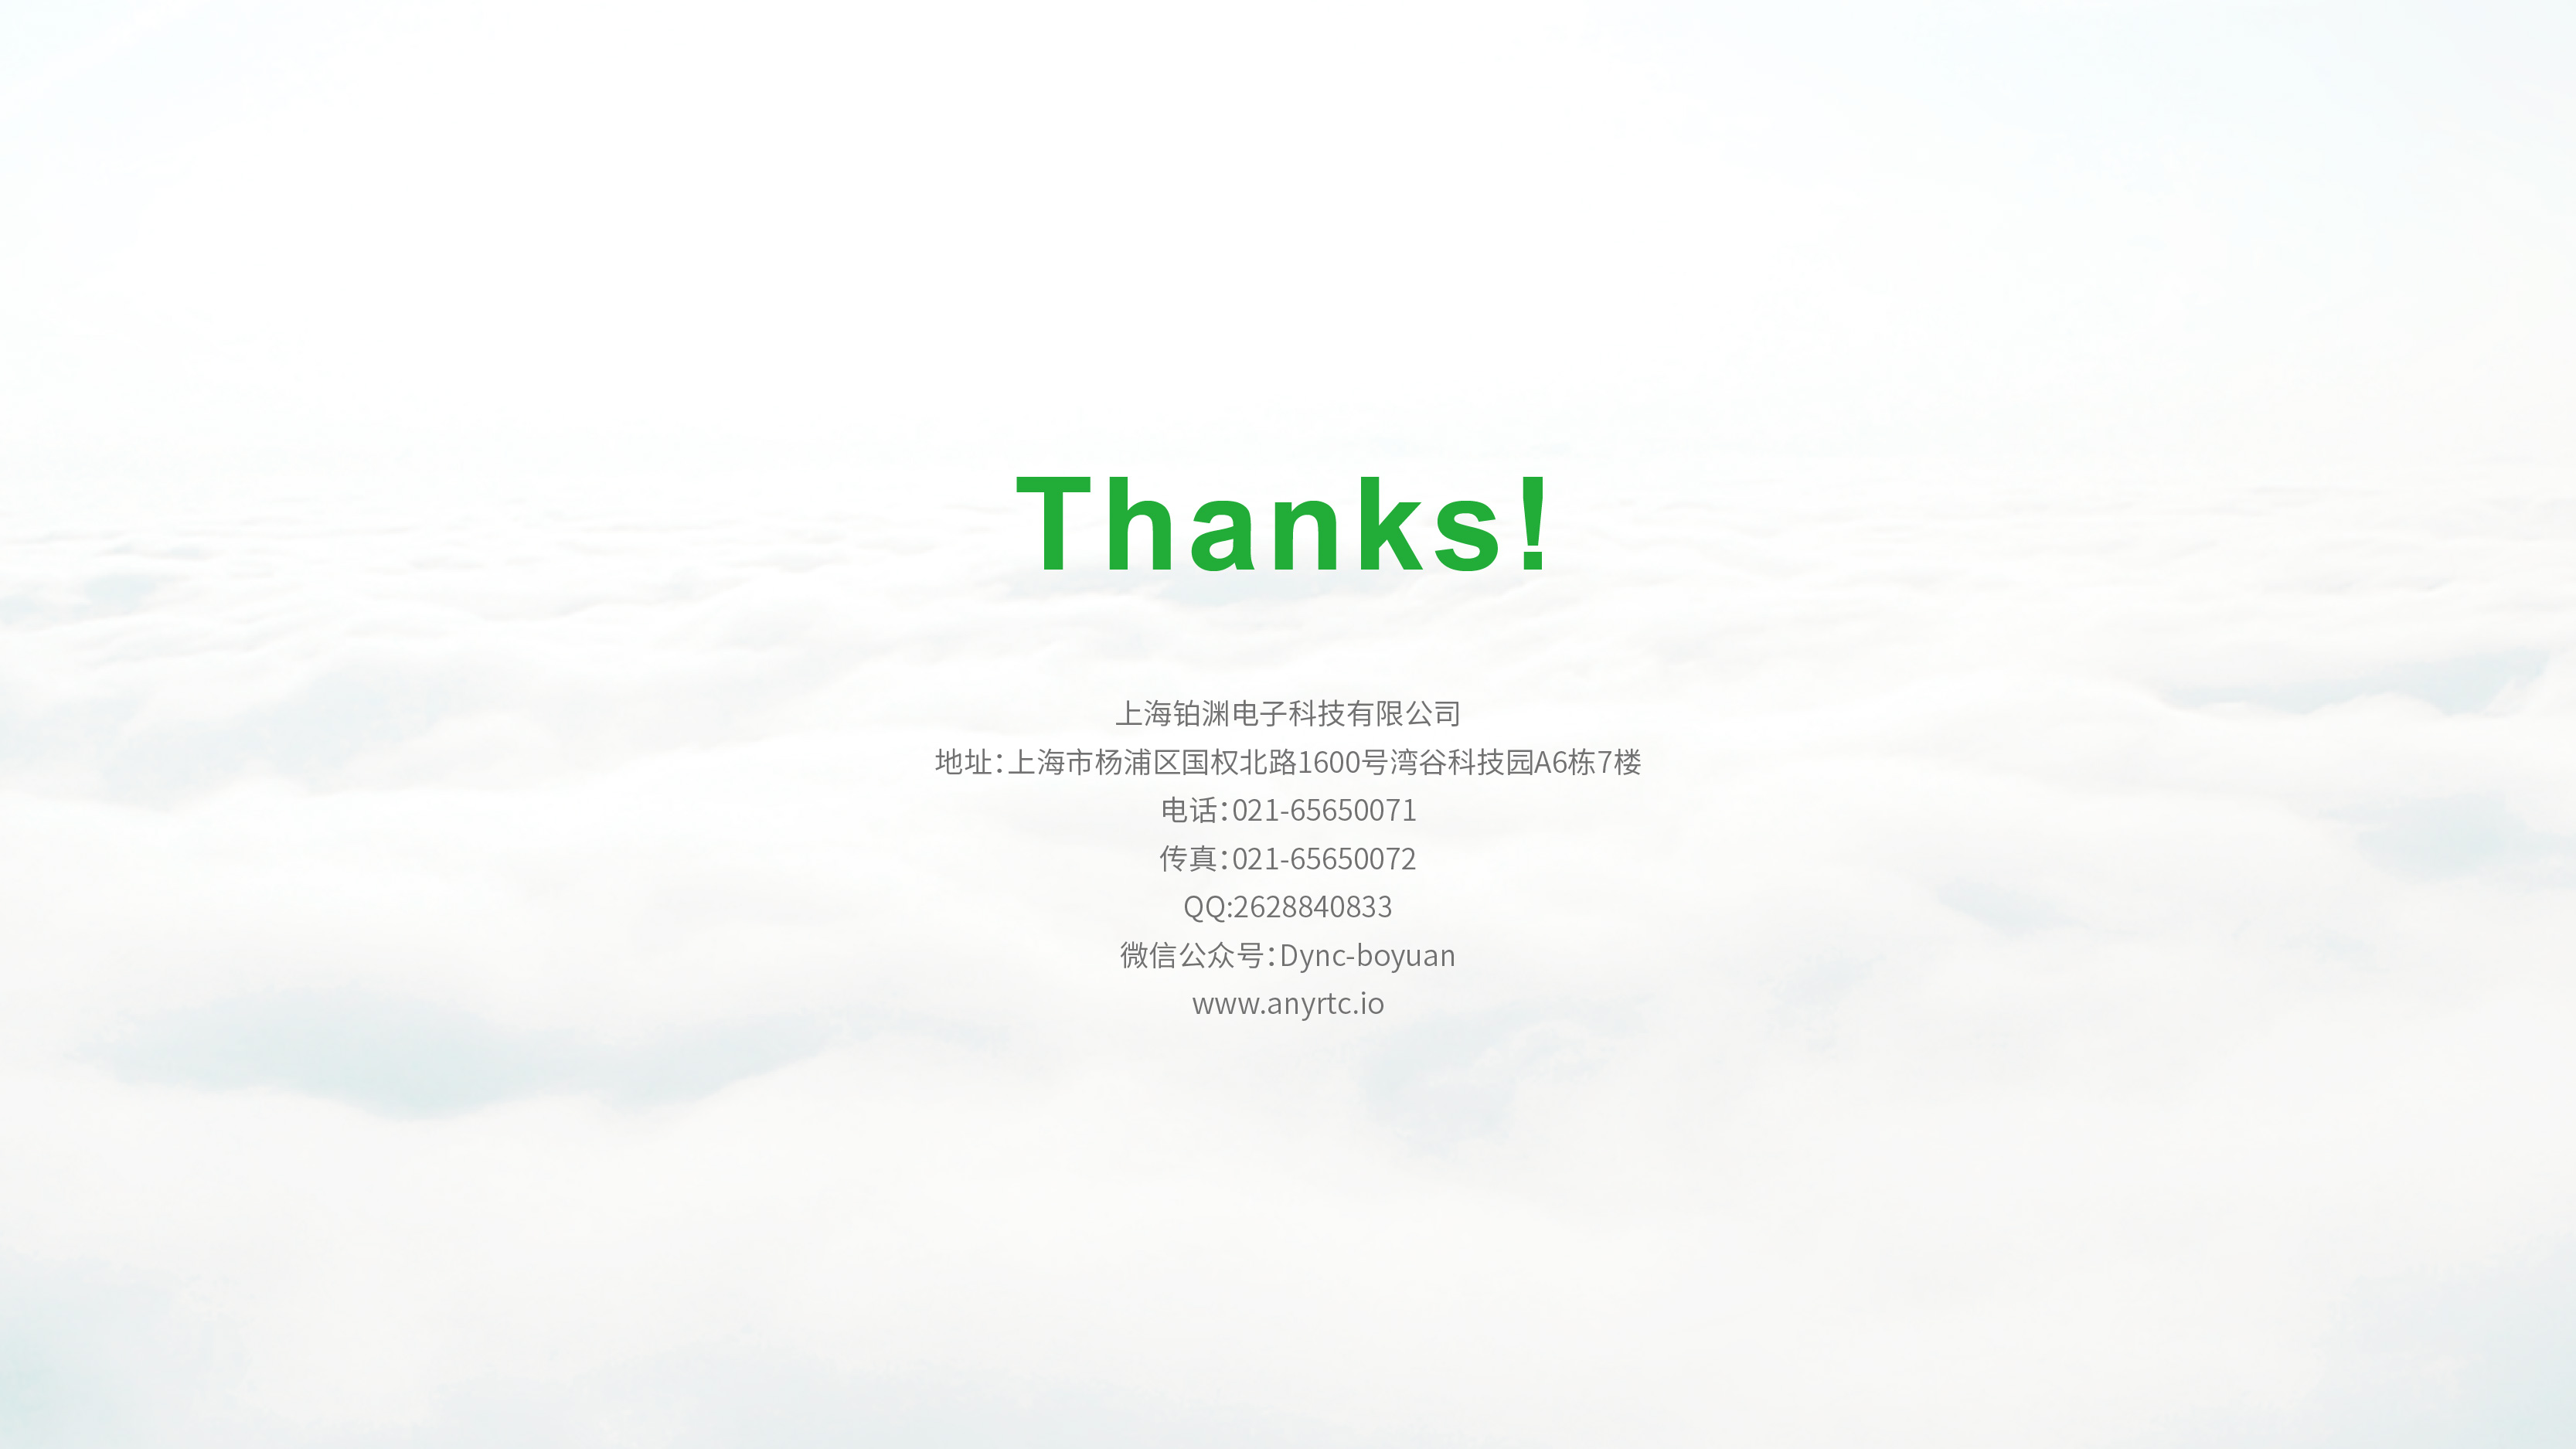 Thanks!
上海铂渊电子科技有限公司
地址：上海市杨浦区国权北路1600号湾谷科技园A6栋7楼
电话：021-65650071
传真：021-65650072
QQ:2628840833
微信公众号：Dync-boyuan
www.anyrtc.io